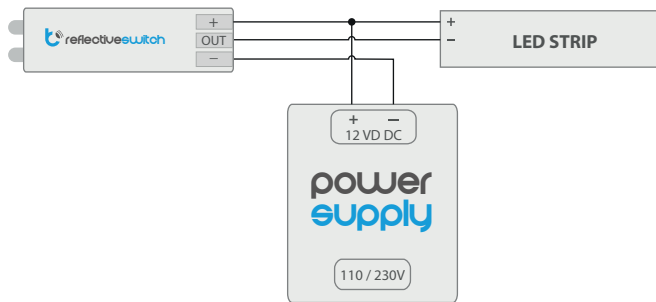 reflectiveswitch
+
OUT
−
+
−
LED STRIP
+ −
12 VD DC
power
supply
110 / 230V